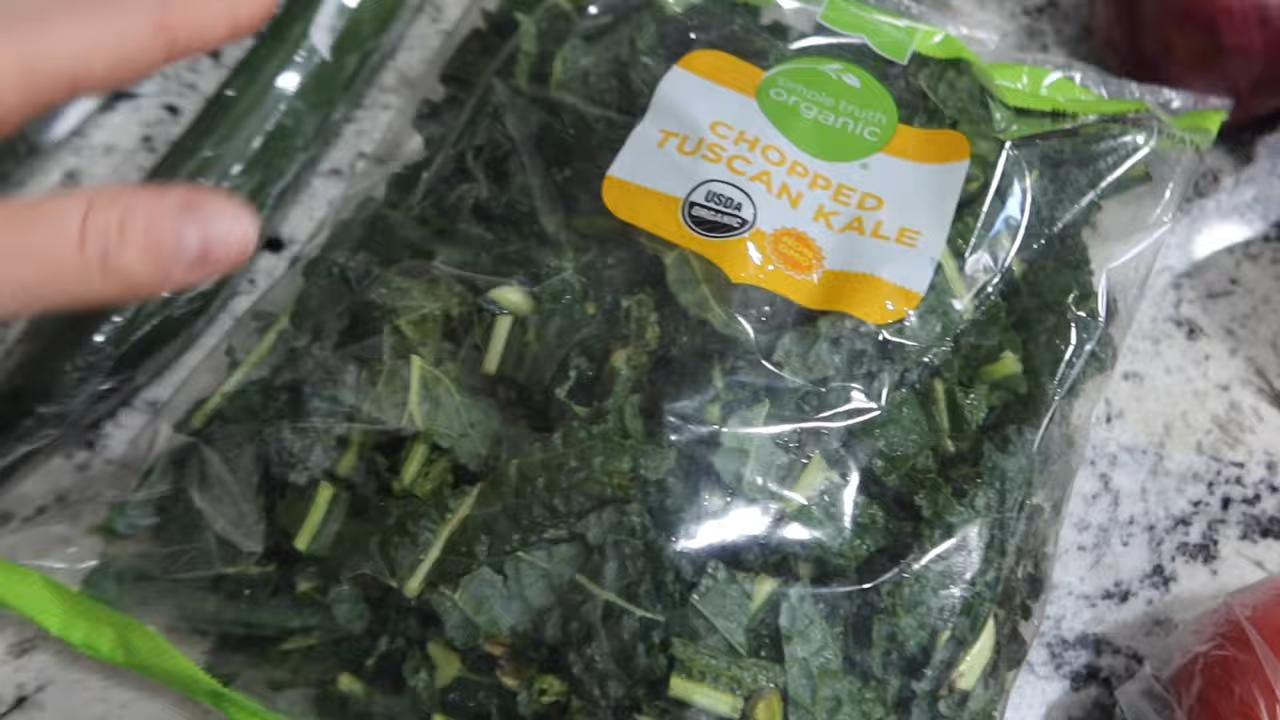 simple truth
organic
CHOPPED
TUSCAN KALE
USDA
ORGANIC